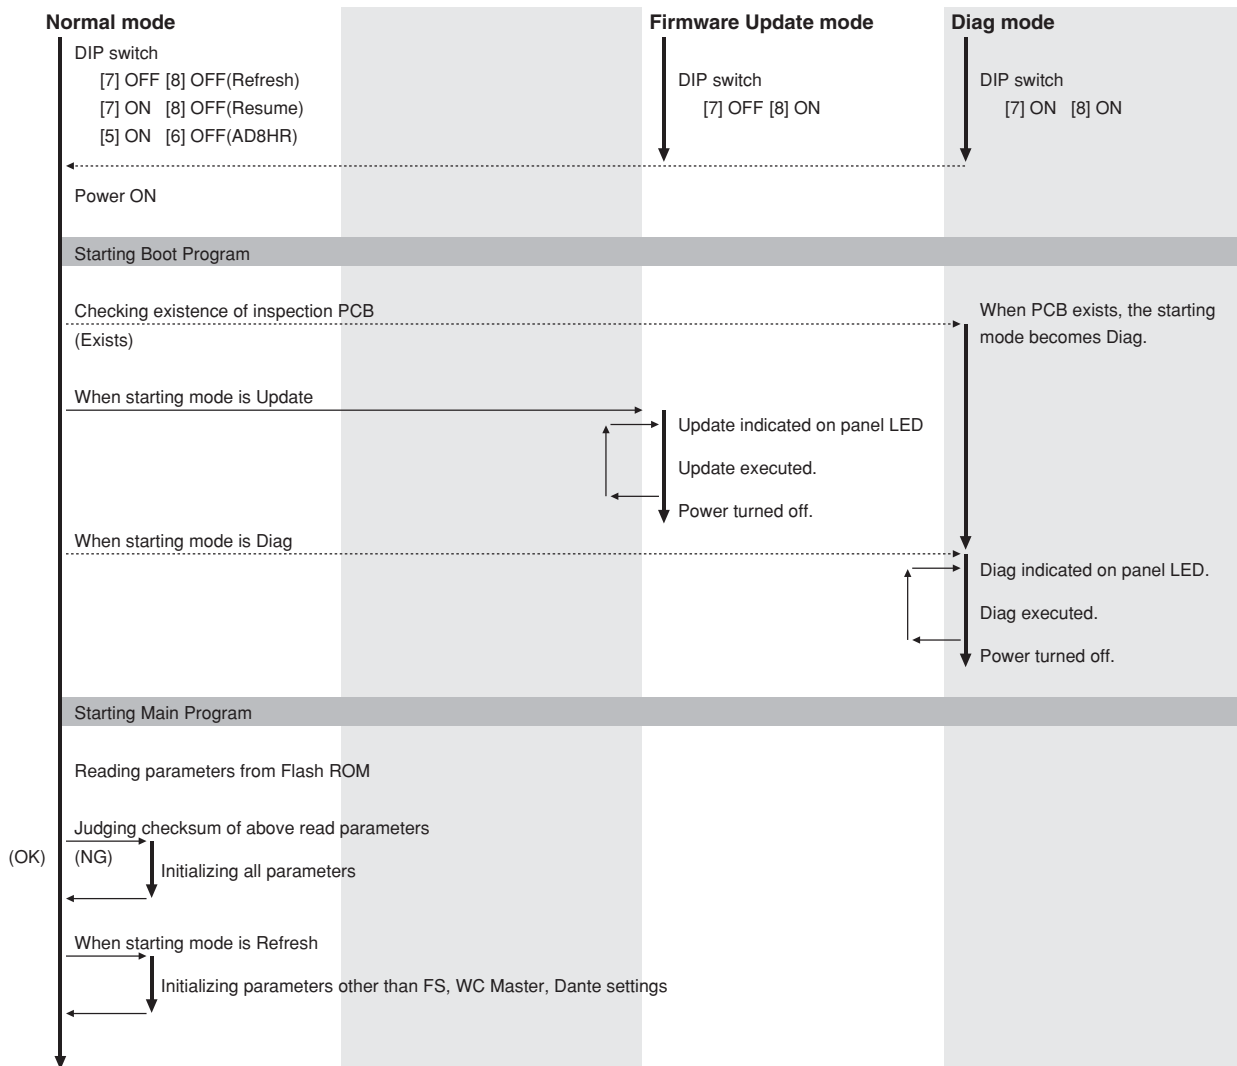 Normal mode
Firmware Update mode
Diag mode
DIP switch
[7] OFF [8] OFF(Refresh)
[7] ON [8] OFF(Resume)
[5] ON [6] OFF(AD8HR)
DIP switch
[7] OFF [8] ON
DIP switch
[7] ON [8] ON
Power ON
Starting Boot Program
Checking existence of inspection PCB
(Exists)
When PCB exists, the starting
mode becomes Diag.
When starting mode is Update
Update indicated on panel LED
Update executed.
Power turned off.
When starting mode is Diag
Diag indicated on panel LED.
Diag executed.
Power turned off.
Starting Main Program
Reading parameters from Flash ROM
Judging checksum of above read parameters
(OK) (NG)
Initializing all parameters
When starting mode is Refresh
Initializing parameters other than FS, WC Master, Dante settings